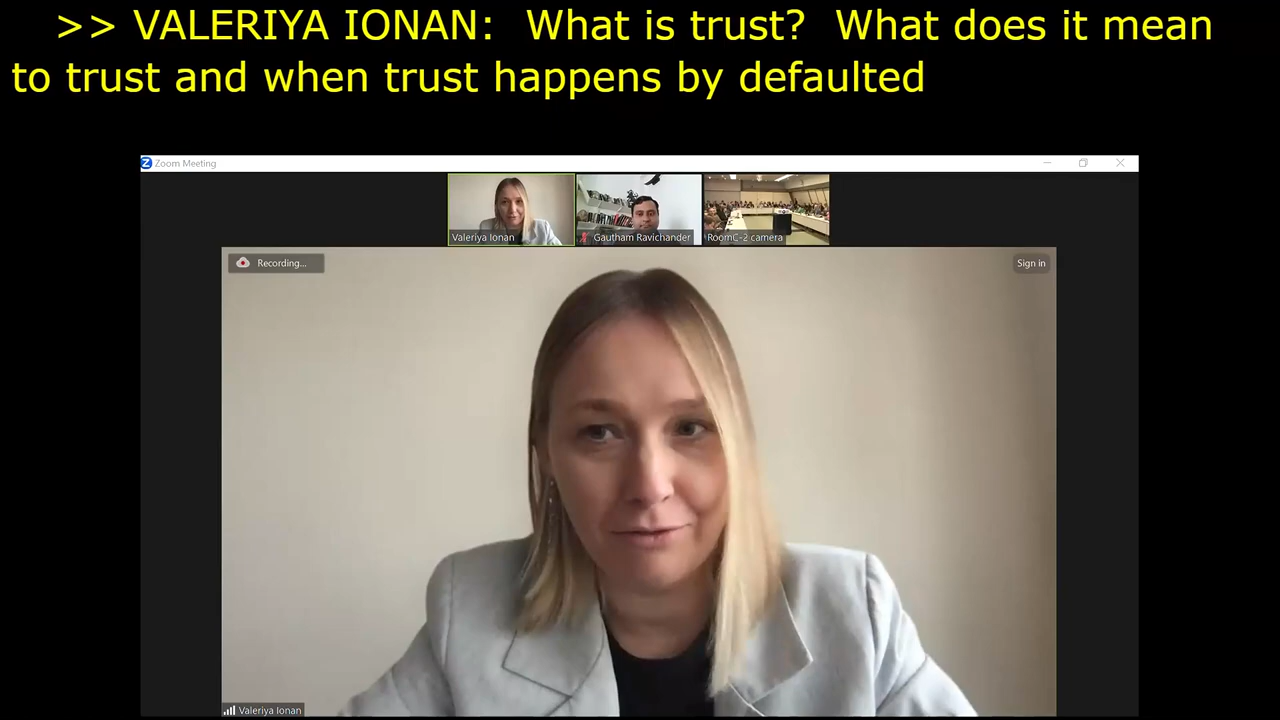 >> VALERIYA IONAN: What is trust? What does it mean
to trust and when trust happens by defaulted
Zoom Meeting
Valeriya Ionan
Gautham Ravichander
RoomC-2 camera
Recording...
Sign in
Valeriya Ionan